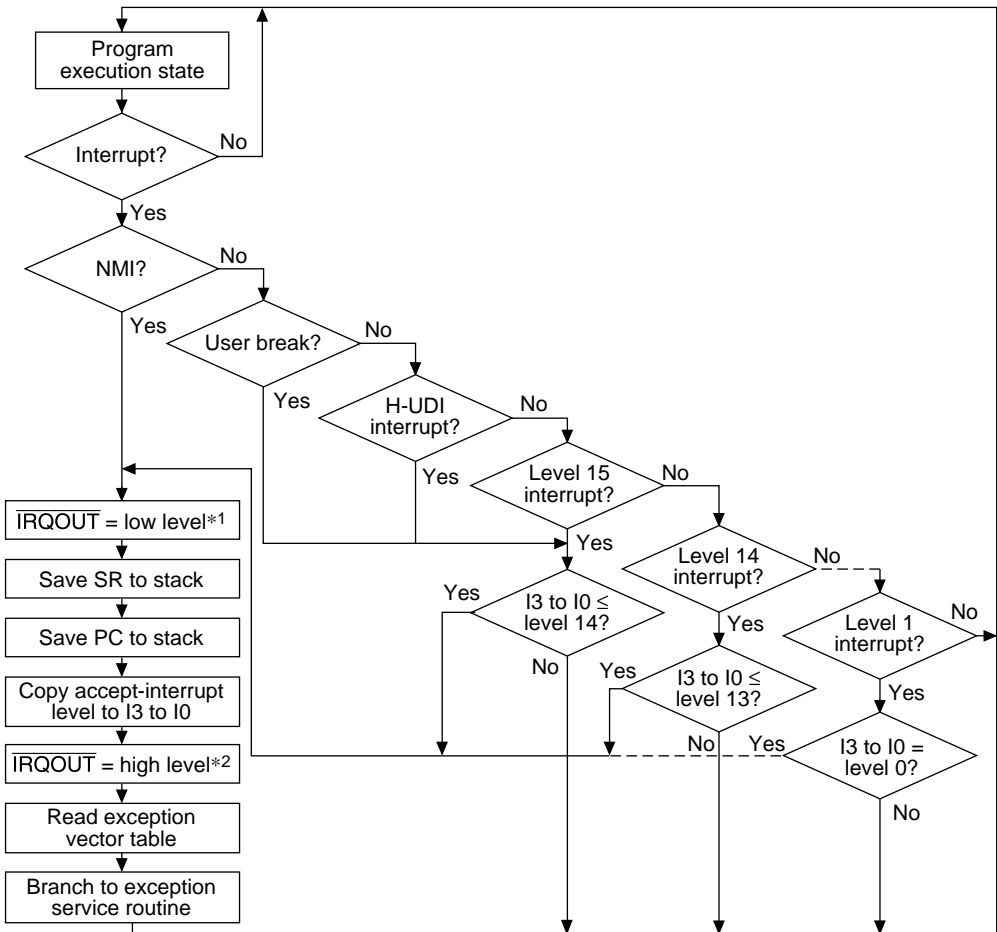 Program
execution state
Interrupt?
No
Yes
NMI?
No
Yes
User break?
No
Yes
H-UDI
interrupt?
No
Yes
Level 15
interrupt?
No
Yes
Level 14
interrupt?
No
Yes
Level 1
interrupt?
No
Yes
I3 to I0 ≤
level 14?
Yes
No
I3 to I0 ≤
level 13?
Yes
No
I3 to I0 =
level 0?
Yes
No
IRQOUT = low level*1
Save SR to stack
Save PC to stack
Copy accept-interrupt
level to I3 to I0
IRQOUT = high level*2
Read exception
vector table
Branch to exception
service routine